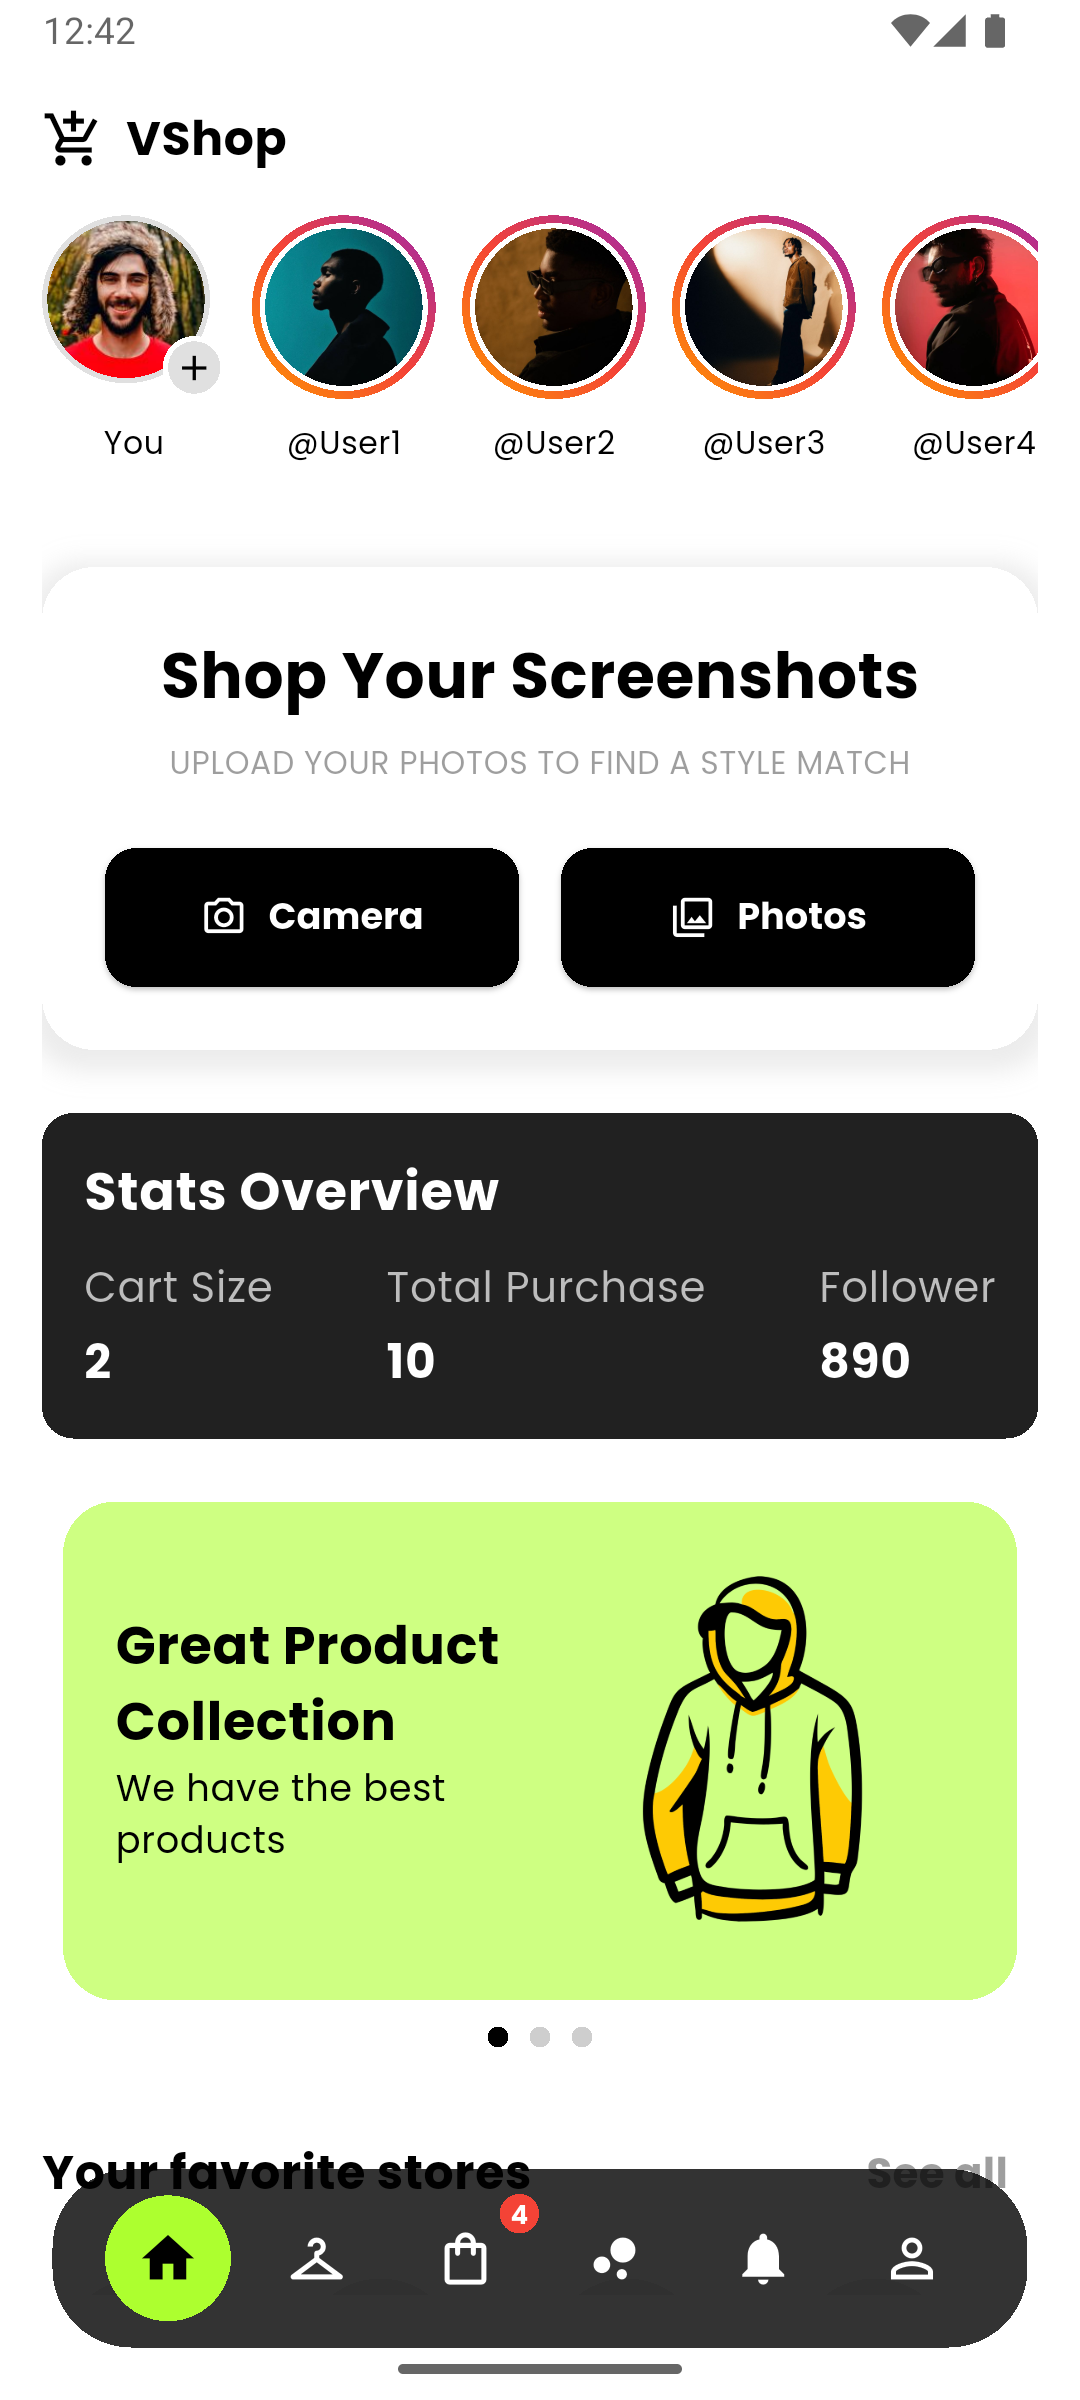 12:42
VShop
You
@User1
@User2
@User3
@User4
Shop Your Screenshots
UPLOAD YOUR PHOTOS TO FIND A STYLE MATCH
Camera
Photos
Stats Overview
Cart Size
Total Purchase
Follower
2
10
890
Great Product
Collection
We have the best
products
Your favorite stores
See all
4